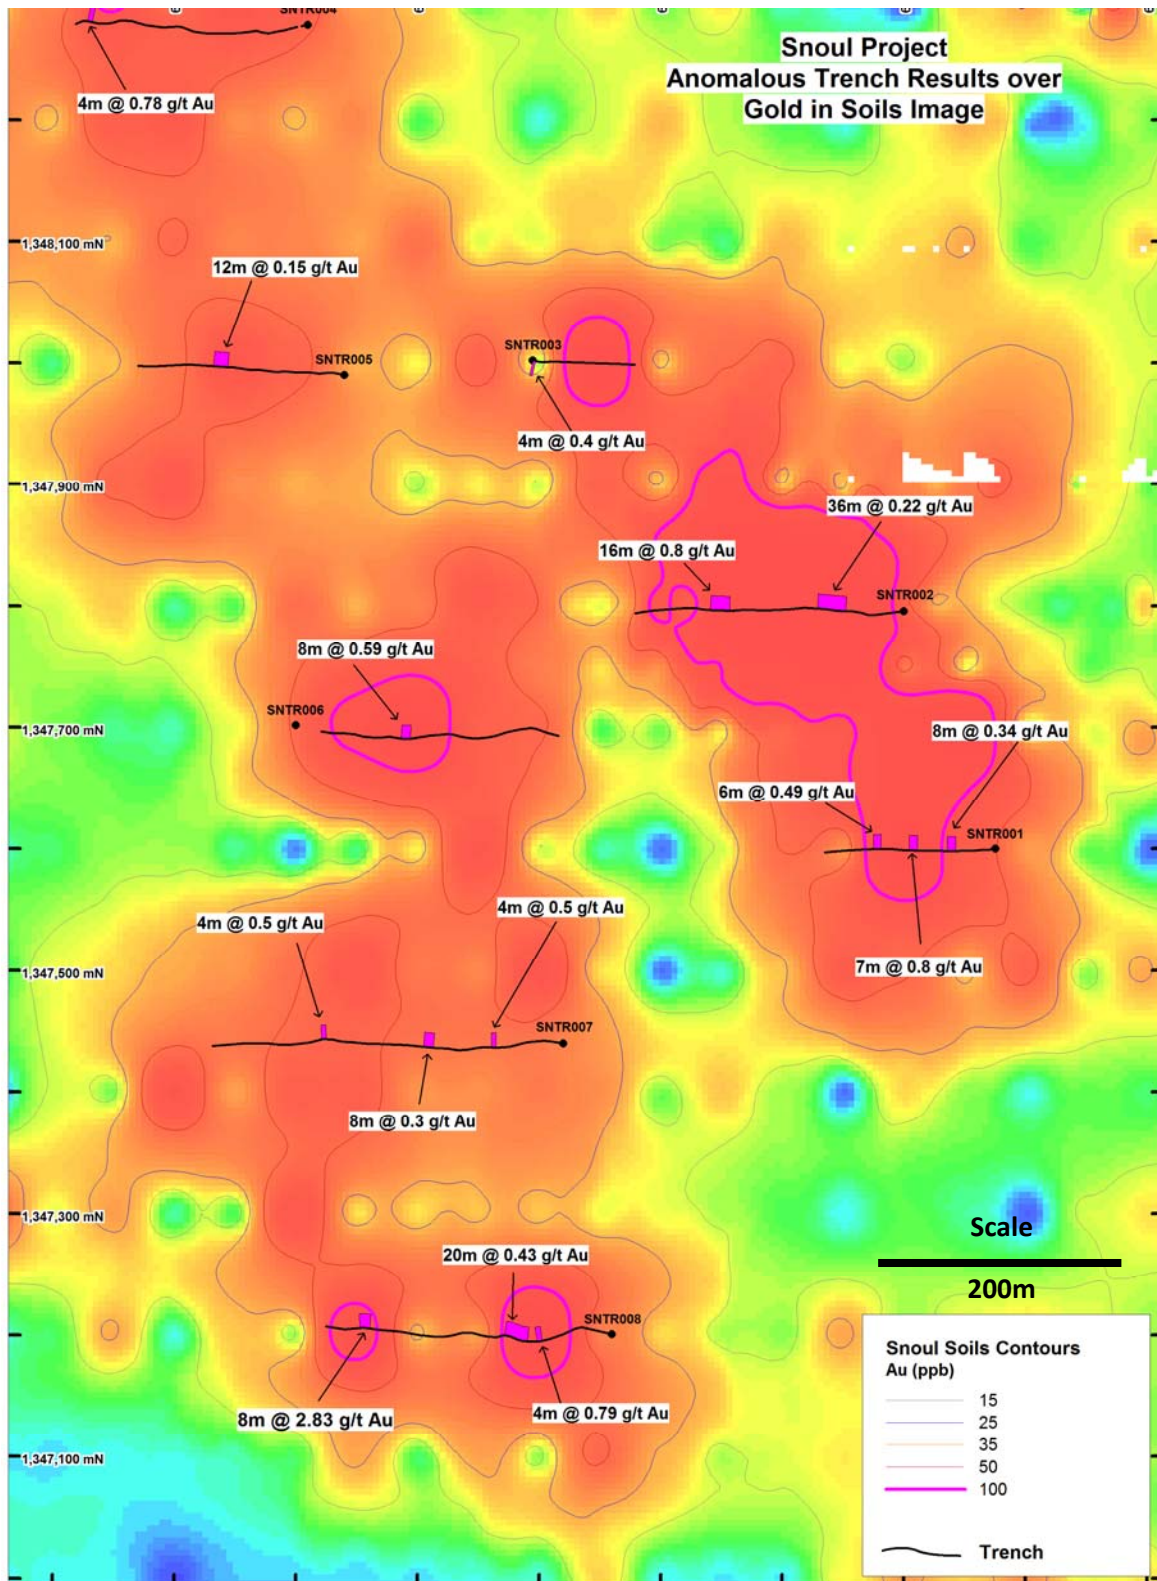 SNTR004
Snoul Project
Anomalous Trench Results over
Gold in Soils Image
4m @ 0.78 g/t Au
1,348,100 mN
12m @ 0.15 g/t Au
SNTR003
SNTR005
4m @ 0.4 g/t Au
1,347,900 mN
36m @ 0.22 g/t Au
16m @ 0.8 g/t Au
SNTR002
8m @ 0.59 g/t Au
SNTR006
1,347,700 mN
8m @ 0.34 g/t Au
6m @ 0.49 g/t Au
SNTR001
4m @ 0.5 g/t Au
4m @ 0.5 g/t Au
7m @ 0.8 g/t Au
1,347,500 mN
SNTR007
8m @ 0.3 g/t Au
1,347,300 mN
Scale
20m @ 0.43 g/t Au
200m
SNTR008
Snoul Soils Contours
Au (ppb)
15
25
35
50
100
8m @ 2.83 g/t Au
4m @ 0.79 g/t Au
1,347,100 mN
Trench